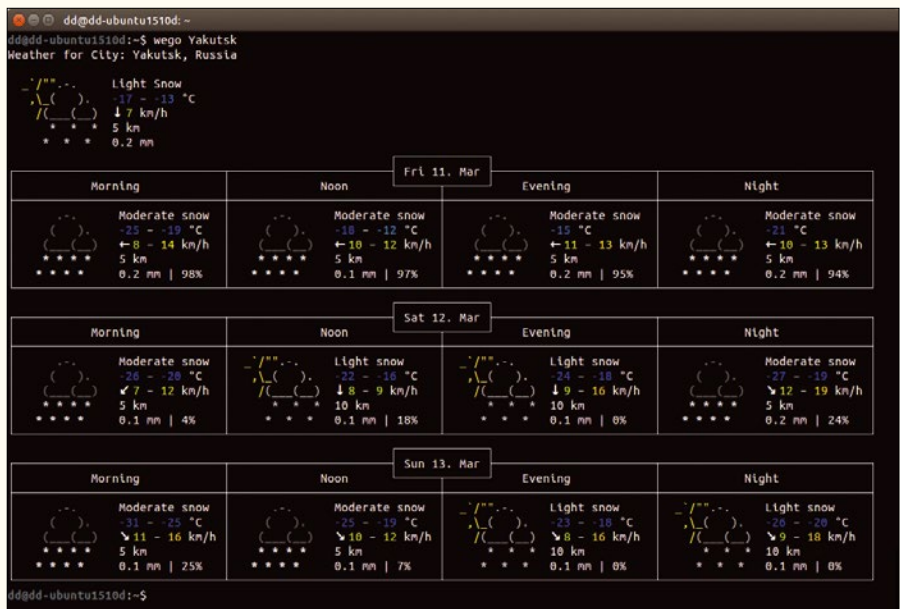 dd@dd-ubuntu1510d: ~
dd@dd-ubuntu1510d:~$ wego Yakutsk
Weather for City: Yakutsk, Russia
Light Snow
-17 – -13 °C
↓ 7 km/h
5 km
0.2 mm
Fri 11. Mar
Morning Noon Evening Night
Moderate snow Moderate snow Moderate snow Moderate snow
-25 – -19 °C -18 – -12 °C -15 °C -21 °C
← 8 – 14 km/h ← 10 – 12 km/h ← 11 – 13 km/h ← 10 – 13 km/h
5 km 5 km 5 km 5 km
0.2 mm | 98% 0.1 mm | 97% 0.2 mm | 95% 0.2 mm | 94%
Sat 12. Mar
Morning Noon Evening Night
Moderate snow Light snow Light snow Moderate snow
-26 – -20 °C -22 – -16 °C -24 – -18 °C -27 – -19 °C
↙ 7 – 12 km/h ↓ 8 – 9 km/h ↓ 9 – 16 km/h ↘ 12 – 19 km/h
5 km 10 km 10 km 5 km
0.1 mm | 4% 0.1 mm | 18% 0.1 mm | 0% 0.2 mm | 24%
Sun 13. Mar
Morning Noon Evening Night
Moderate snow Moderate snow Light snow Light snow
-31 – -25 °C -25 – -19 °C -23 – -18 °C -26 – -20 °C
↘ 11 – 16 km/h ↘ 10 – 12 km/h ↘ 8 – 16 km/h ↘ 9 – 18 km/h
5 km 5 km 10 km 10 km
0.1 mm | 25% 0.1 mm | 7% 0.1 mm | 0% 0.1 mm | 0%
dd@dd-ubuntu1510d:~$